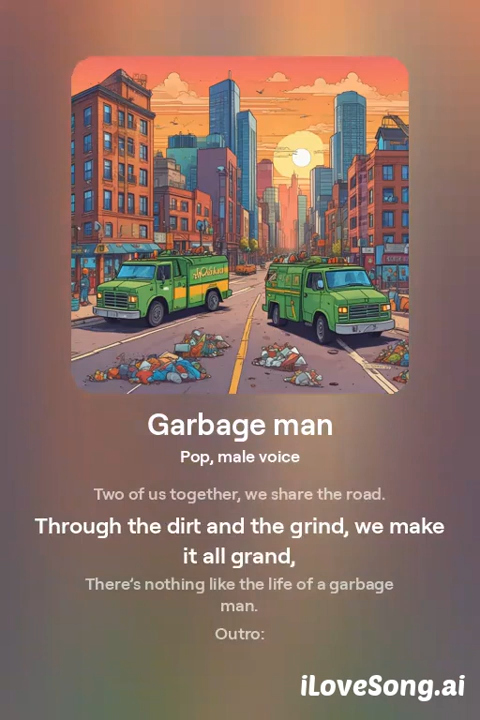 Garbage man
Pop, male voice
Two of us together, we share the road.
Through the dirt and the grind, we make
it all grand,
There's nothing like the life of a garbage
man.
Outro:
iLoveSong.ai